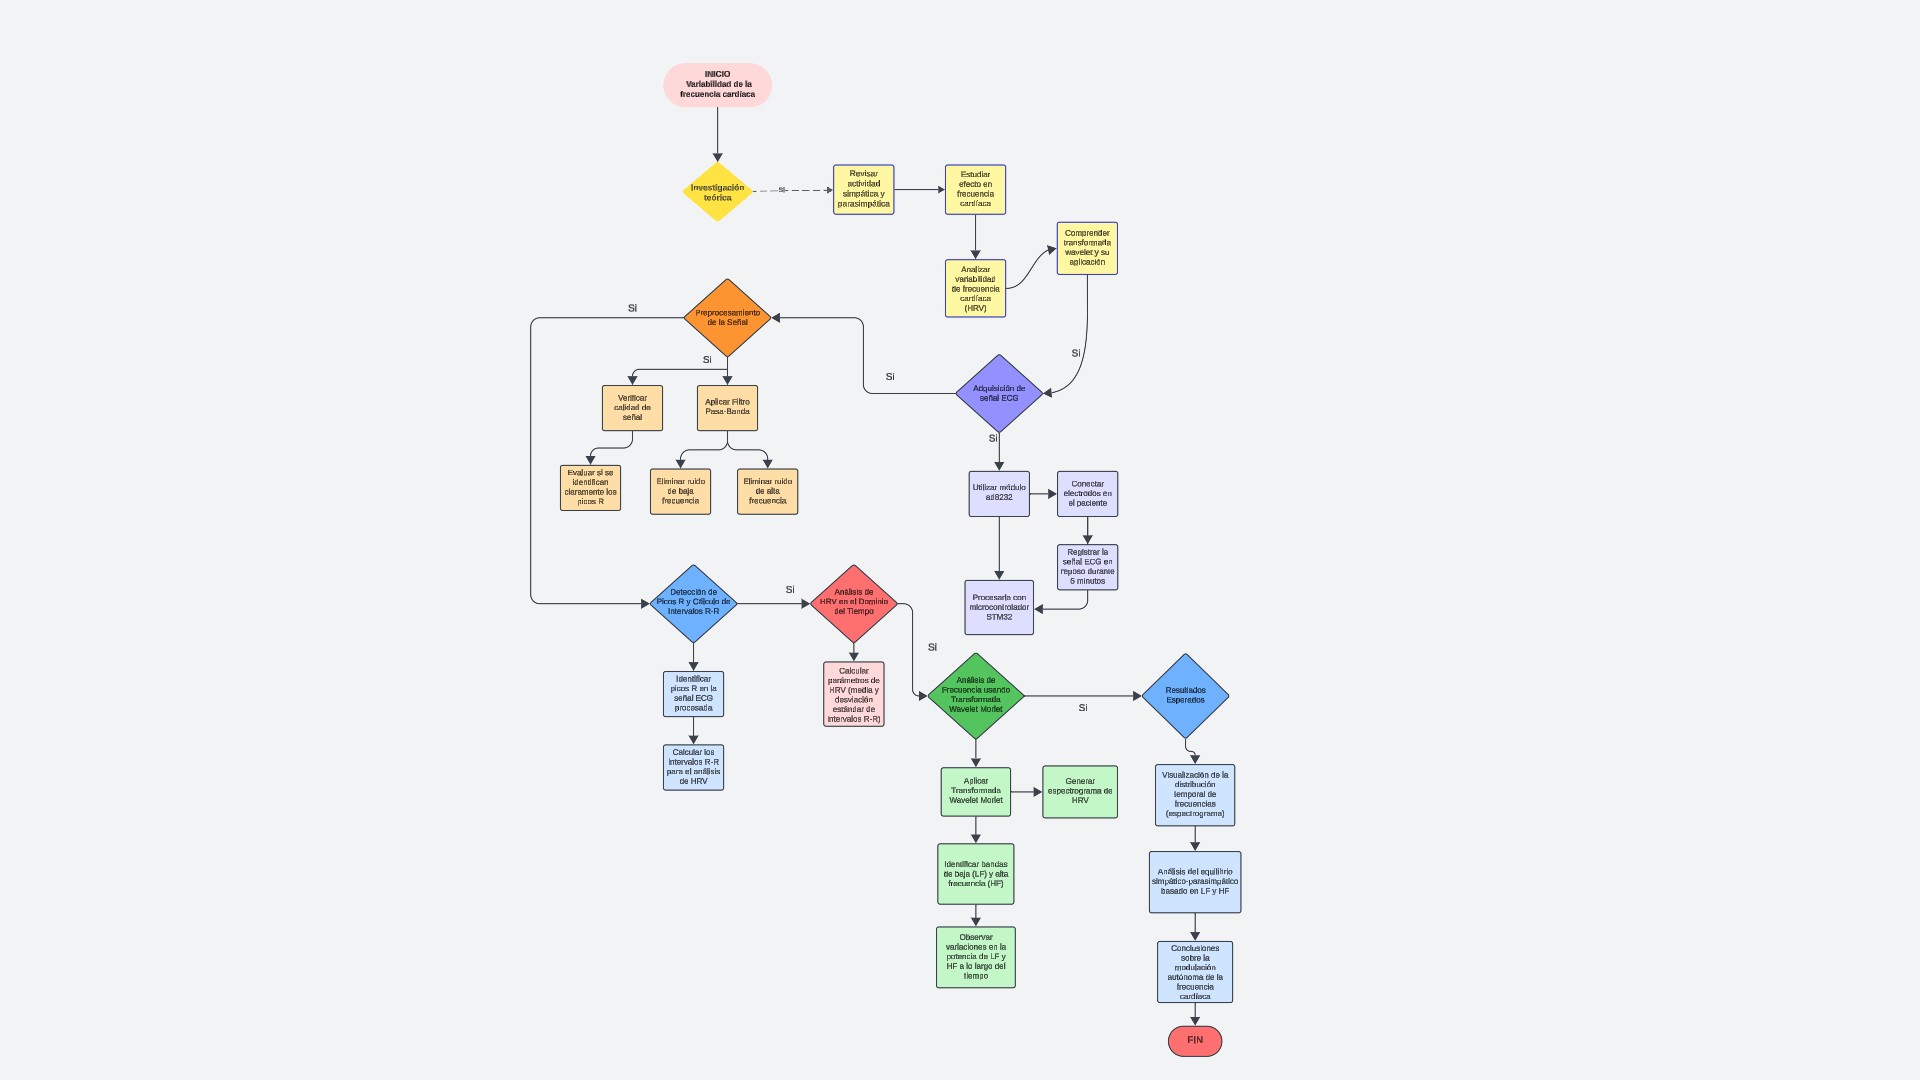 INICIO
Variabilidad de la
frecuencia cardíaca
Investigación
teórica
si
Revisar
actividad
simpática y
parasimpática
Estudiar
efecto en
frecuencia
cardíaca
Analizar
variabilidad
de frecuencia
cardíaca
(HRV)
Comprender
transformada
wavelet y su
aplicación
Si
Adquisición de
señal ECG
Si
Si
Preprocesamiento
de la Señal
Si
Si
Verificar
calidad de
señal
Aplicar Filtro
Pasa-Banda
Evaluar si se
identifican
claramente los
picos R
Eliminar ruido
de baja
frecuencia
Eliminar ruido
de alta
frecuencia
Utilizar módulo
ad8232
Conectar
electrodos en
el paciente
Registrar la
señal ECG en
reposo durante
5 minutos
Procesarla con
microcontrolador
STM32
Detección de
Picos R y Cálculo de
Intervalos R-R
Si
Análisis de
HRV en el Dominio
del Tiempo
Si
Identificar
picos R en la
señal ECG
procesada
Calcular los
intervalos R-R
para el análisis
de HRV
Calcular
parámetros de
HRV (media y
desviación
estándar de
intervalos R-R)
Análisis de
Frecuencia usando
Transformada
Wavelet Morlet
Si
Resultados
Esperados
Aplicar
Transformada
Wavelet Morlet
Generar
espectrograma de
HRV
Identificar bandas
de baja (LF) y alta
frecuencia (HF)
Observar
variaciones en la
potencia de LF y
HF a lo largo del
tiempo
Visualización de la
distribución
temporal de
frecuencias
(espectrograma)
Análisis del equilibrio
simpático-parasimpático
basado en LF y HF
Conclusiones
sobre la
modulación
autónoma de la
frecuencia
cardíaca
FIN